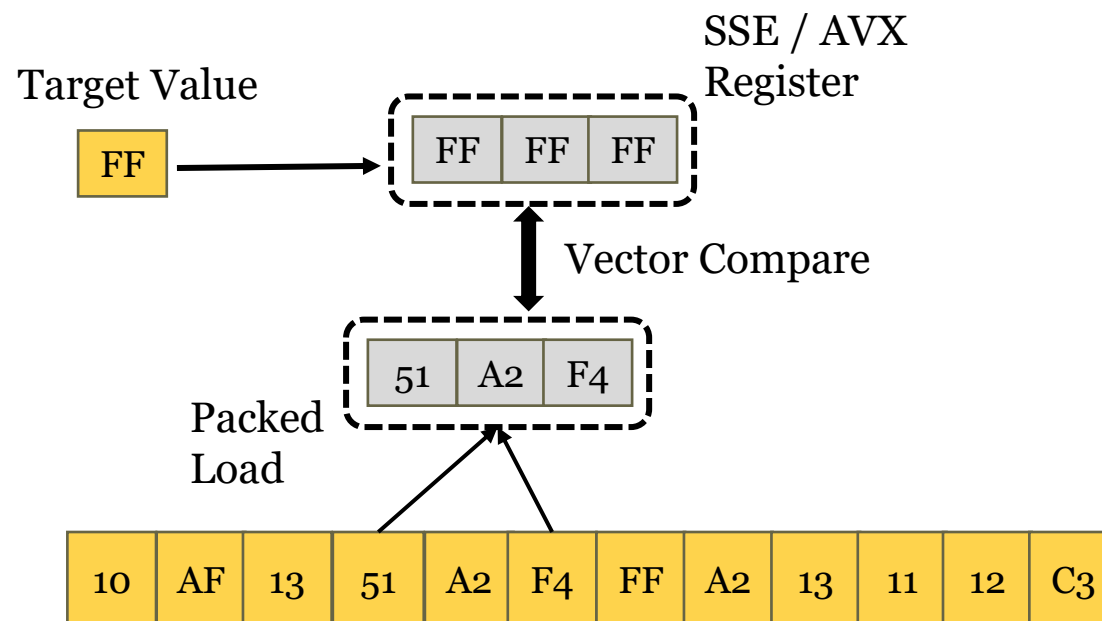 SSE / AVX
Register
Target Value
FF
FF FF FF
Vector Compare
51 A2 F4
Packed
Load
10 AF 13 51 A2 F4 FF A2 13 11 12 C3